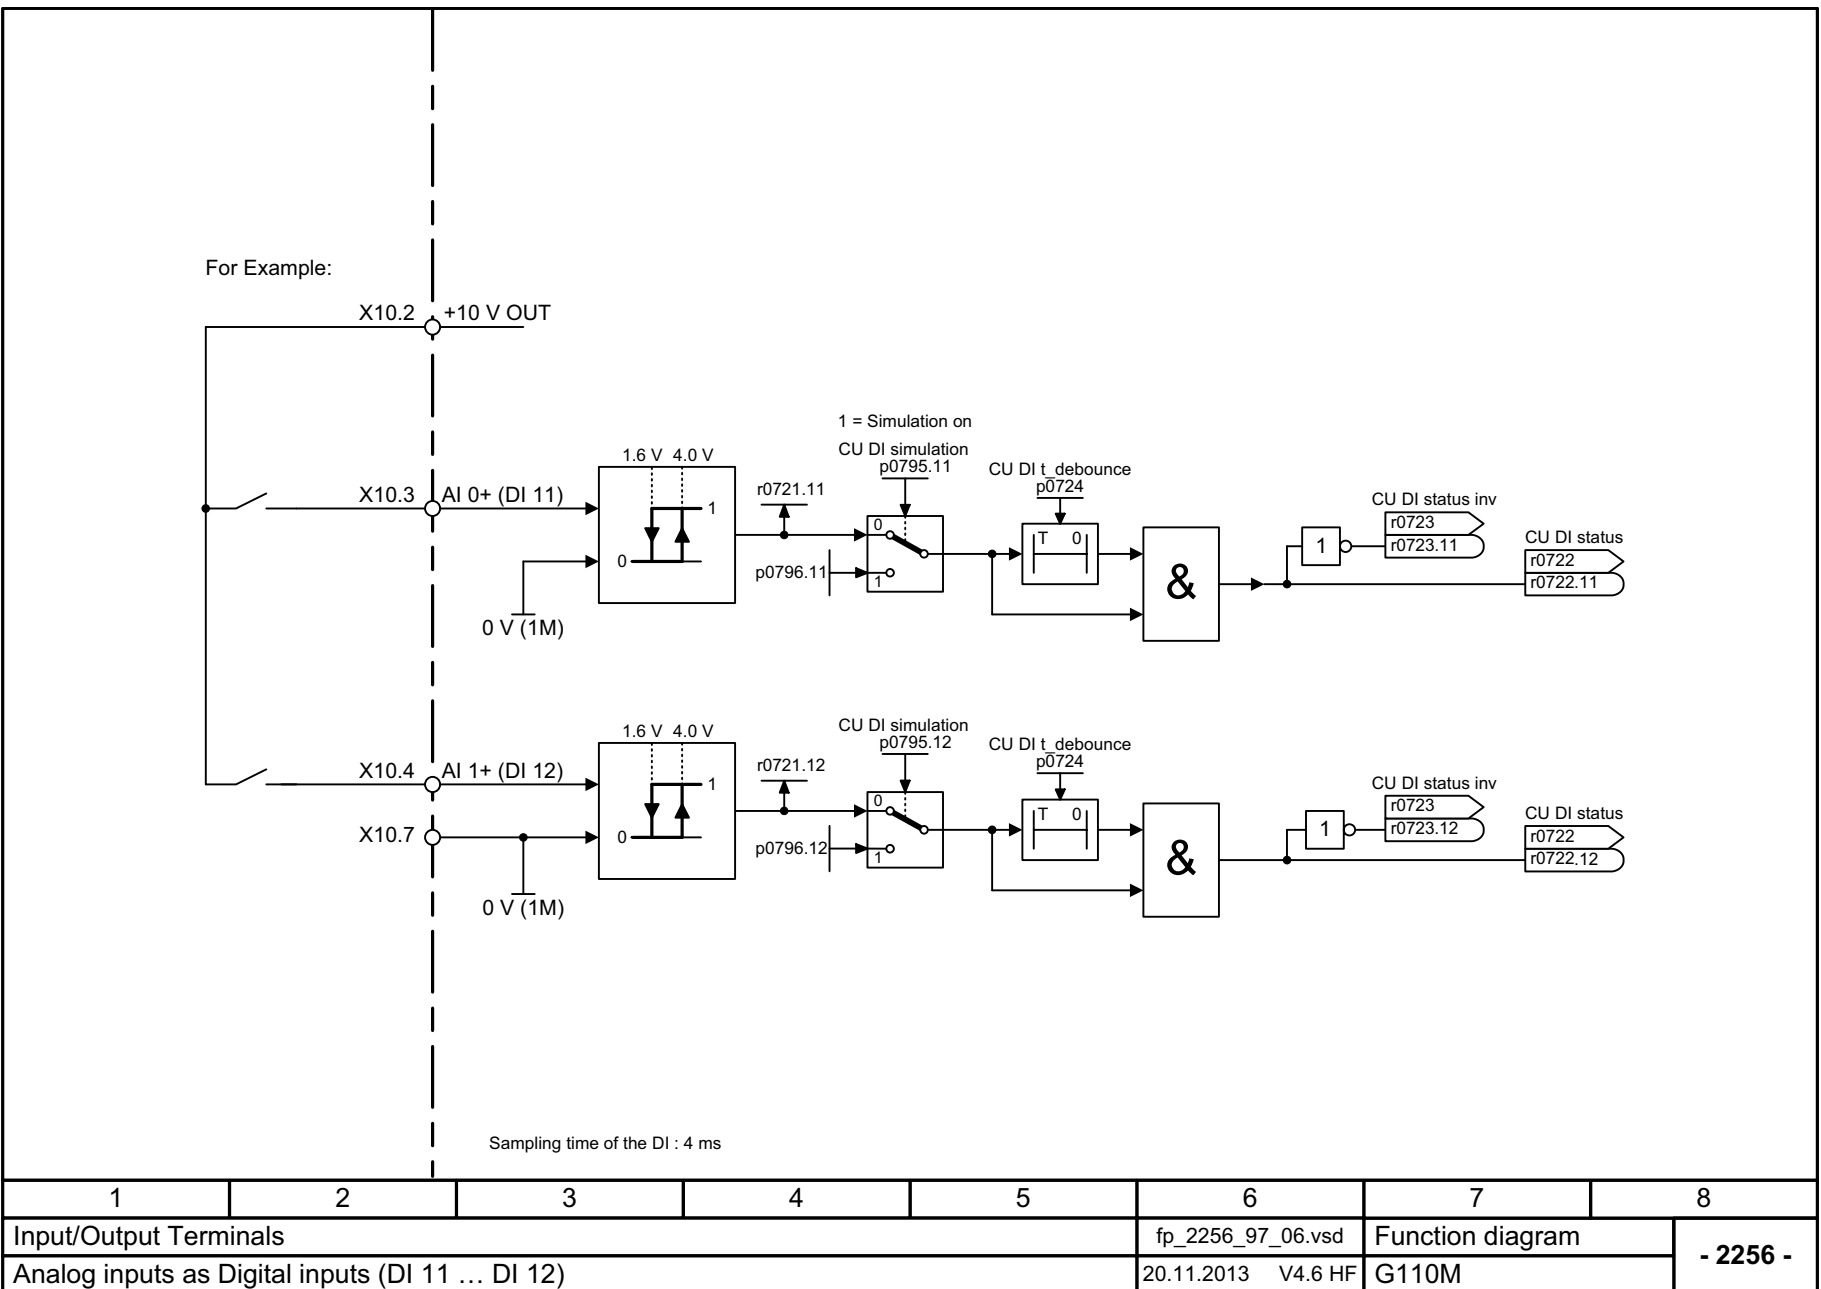 For Example:
X10.2
+10 V OUT
1 = Simulation on
CU DI simulation
p0795.11
1.6 V 4.0 V
CU DI t_debounce
p0724
X10.3
AI 0+ (DI 11)
1
0
r0721.11
0
1
p0796.11
T 0
&
1
CU DI status inv
r0723
r0723.11
CU DI status
r0722
r0722.11
0 V (1M)
CU DI simulation
p0795.12
1.6 V 4.0 V
CU DI t_debounce
p0724
X10.4
AI 1+ (DI 12)
1
0
r0721.12
0
1
p0796.12
T 0
&
1
CU DI status inv
r0723
r0723.12
CU DI status
r0722
r0722.12
X10.7
0 V (1M)
Sampling time of the DI : 4 ms
1 2 3 4 5 6 7 8
Input/Output Terminals
fp_2256_97_06.vsd
Function diagram
- 2256 -
Analog inputs as Digital inputs (DI 11 … DI 12)
20.11.2013 V4.6 HF
G110M